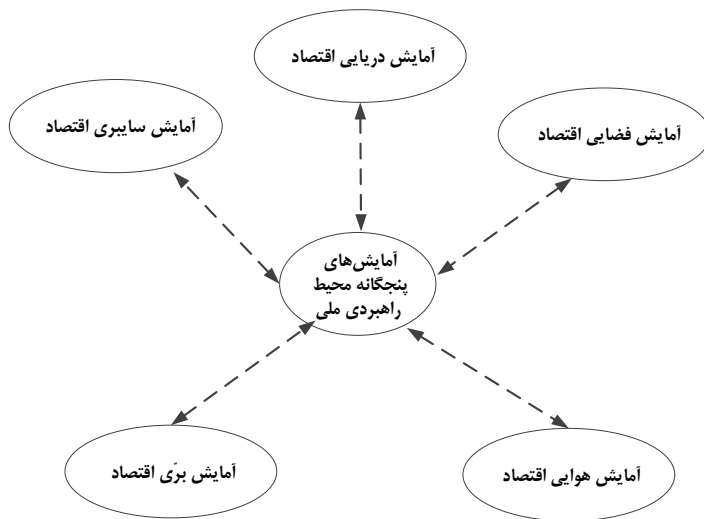 آمایش دریایی اقتصاد
آمایش فضایی اقتصاد
آمایش سایبری اقتصاد
آمایش‌های
پنجگانه محیط
راهبردی ملی
آمایش هوایی اقتصاد
آمایش برّی اقتصاد